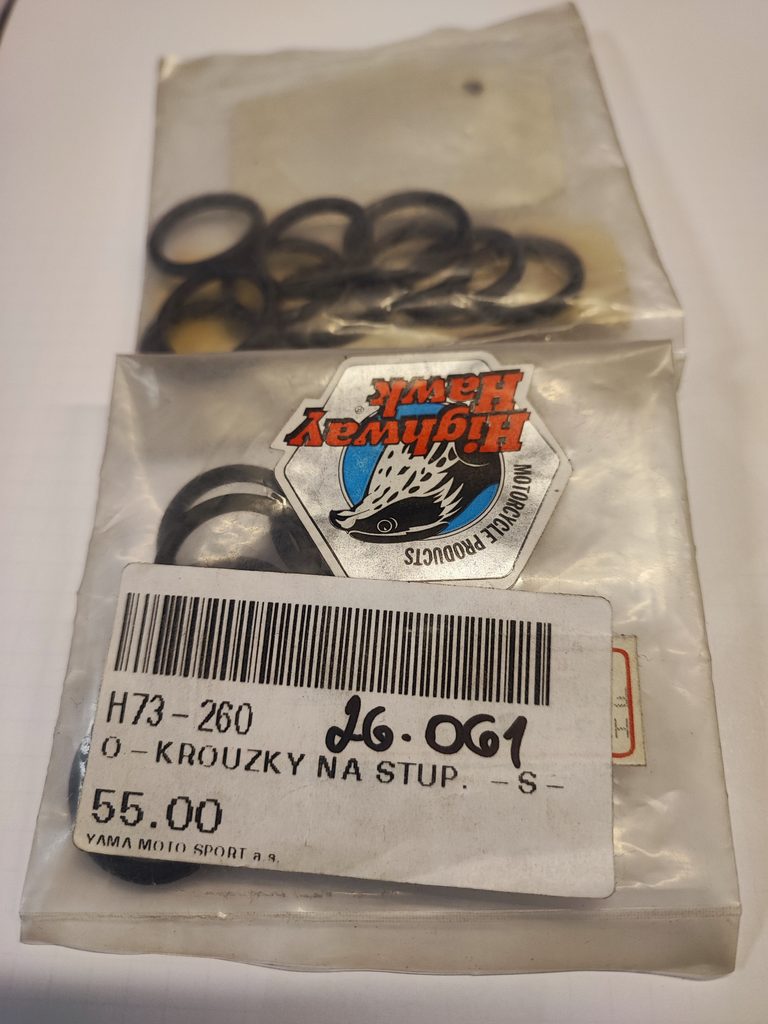 Highway
Hawk
®
MOTORCYCLE PRODUCTS
H73-260
26.061
O-KROUZKY NA STUP. -S-
55.00
YAMA MOTO SPORT a.s.